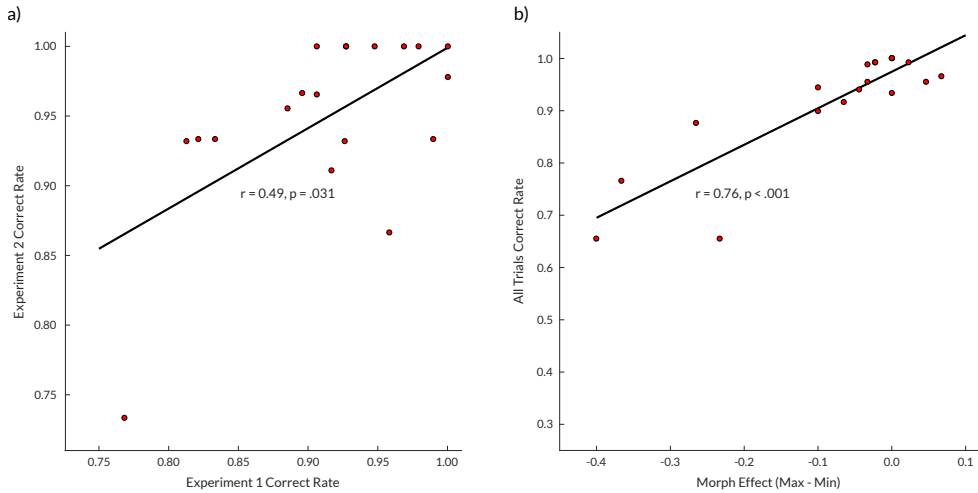 a)
1.00
0.95
0.90
0.85
0.80
0.75
Experiment 2 Correct Rate
r = 0.49, p = .031
0.75 0.80 0.85 0.90 0.95 1.00
Experiment 1 Correct Rate
b)
1.0
0.9
0.8
0.7
0.6
0.5
0.4
0.3
All Trials Correct Rate
r = 0.76, p < .001
-0.4 -0.3 -0.2 -0.1 0.0 0.1
Morph Effect (Max - Min)